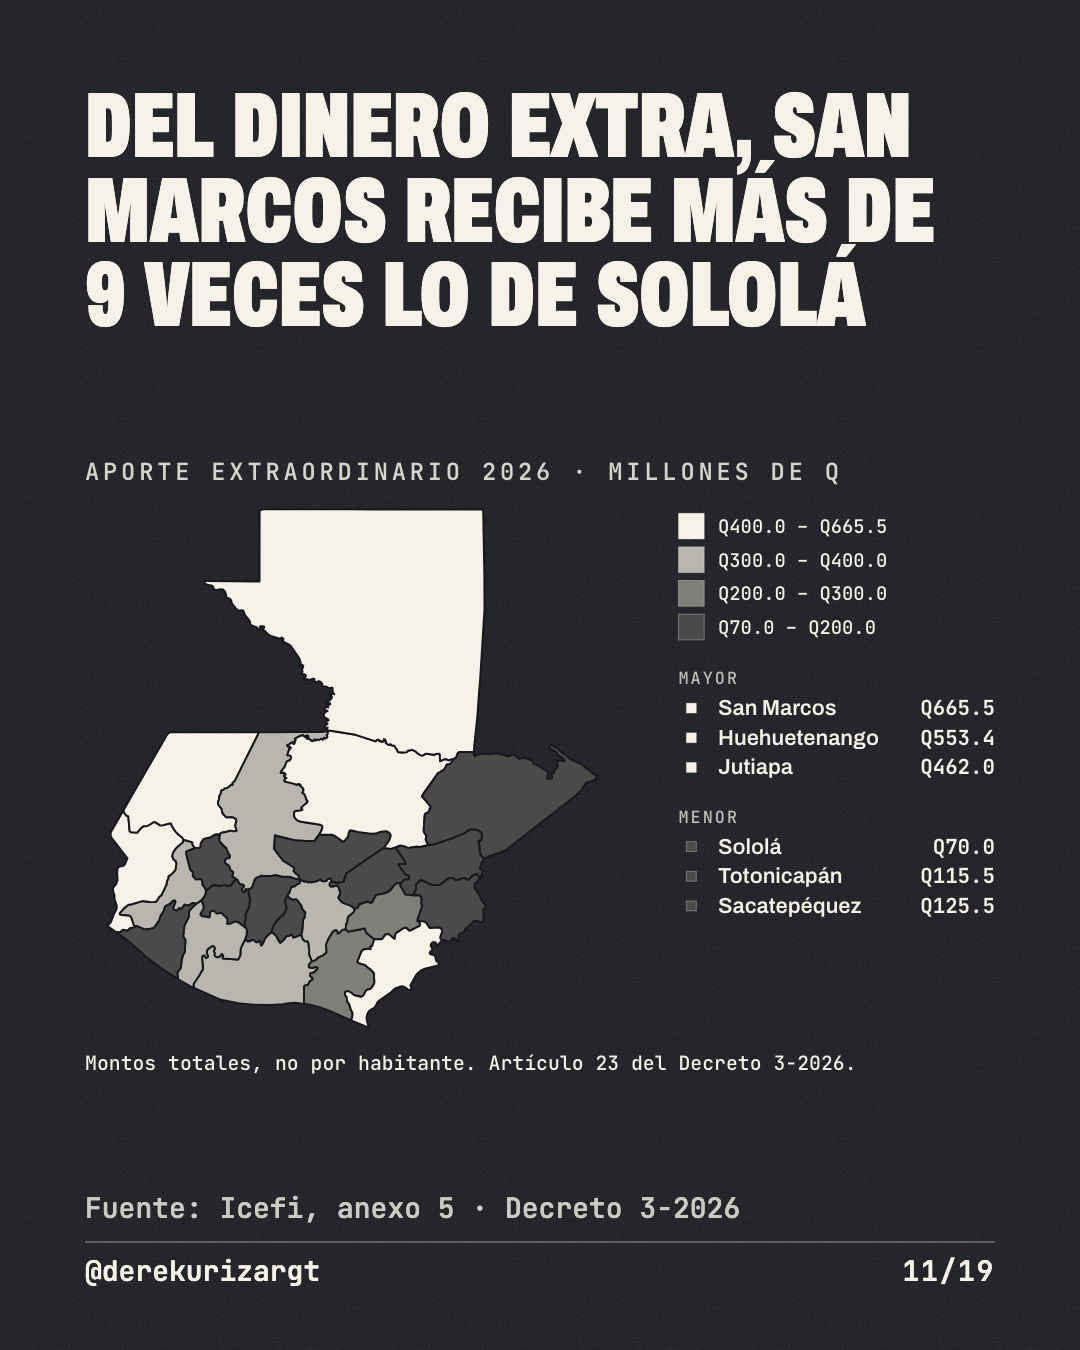 DEL DINERO EXTRA, SAN
MARCOS RECIBE MÁS DE
9 VECES LO DE SOLOLÁ
APORTE EXTRAORDINARIO 2026 · MILLONES DE Q
Q400.0 – Q665.5
Q300.0 – Q400.0
Q200.0 – Q300.0
Q70.0 – Q200.0
MAYOR
San Marcos Q665.5
Huehuetenango Q553.4
Jutiapa Q462.0
MENOR
Sololá Q70.0
Totonicapán Q115.5
Sacatepéquez Q125.5
Montos totales, no por habitante. Artículo 23 del Decreto 3-2026.
Fuente: Icefi, anexo 5 · Decreto 3-2026
@derekurizargt 11/19